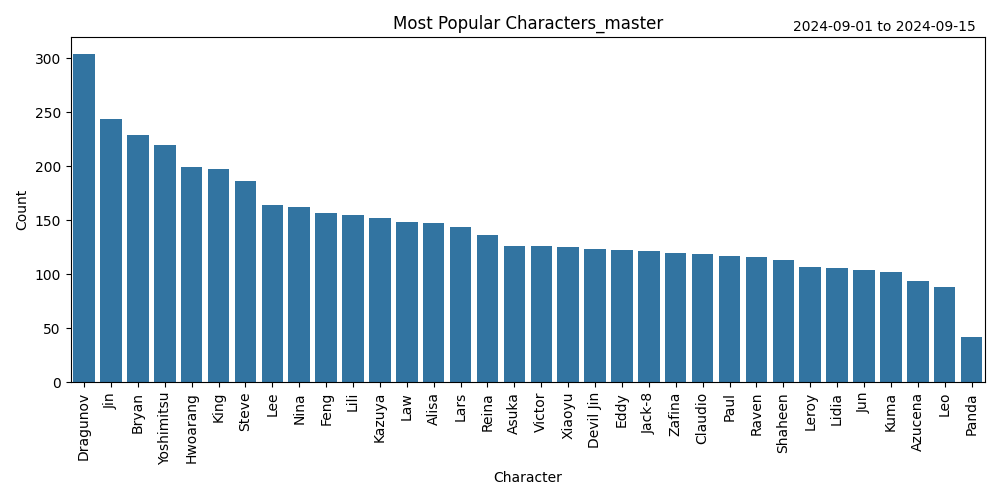 Most Popular Characters_master
2024-09-01 to 2024-09-15
Count
300
250
200
150
100
50
0
Dragunov
Jin
Bryan
Yoshimitsu
Hwoarang
King
Steve
Lee
Nina
Feng
Lili
Kazuya
Law
Alisa
Lars
Reina
Asuka
Victor
Xiaoyu
Devil Jin
Eddy
Jack-8
Zafina
Claudio
Paul
Raven
Shaheen
Leroy
Lidia
Jun
Kuma
Azucena
Leo
Panda
Character